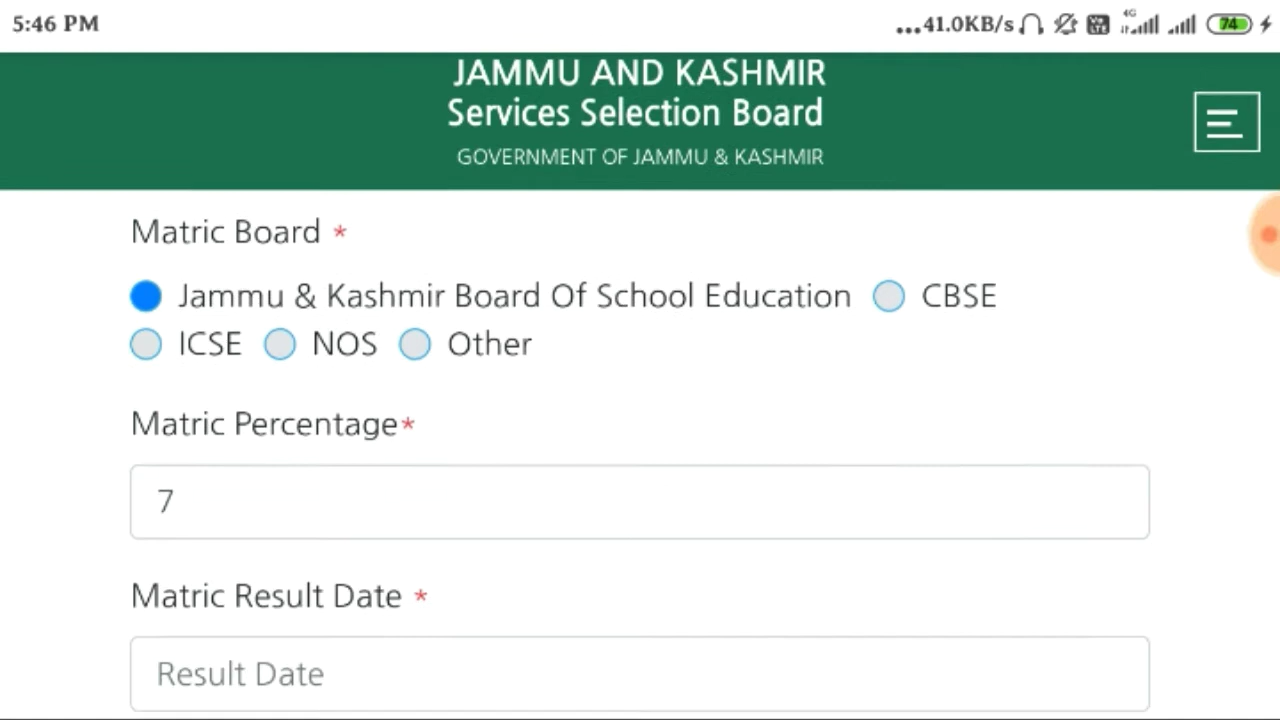 5:46 PM
...41.0KB/s 4G 74
JAMMU AND KASHMIR
Services Selection Board
GOVERNMENT OF JAMMU & KASHMIR
Matric Board *
Jammu & Kashmir Board Of School Education CBSE
ICSE NOS Other
Matric Percentage*
7
Matric Result Date *
Result Date